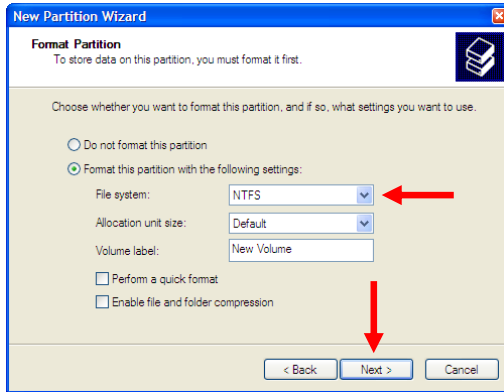 New Partition Wizard
Format Partition
To store data on this partition, you must format it first.
Choose whether you want to format this partition, and if so, what settings you want to use.
Do not format this partition
Format this partition with the following settings:
File system: NTFS
Allocation unit size: Default
Volume label: New Volume
Perform a quick format
Enable file and folder compression
< Back Next > Cancel